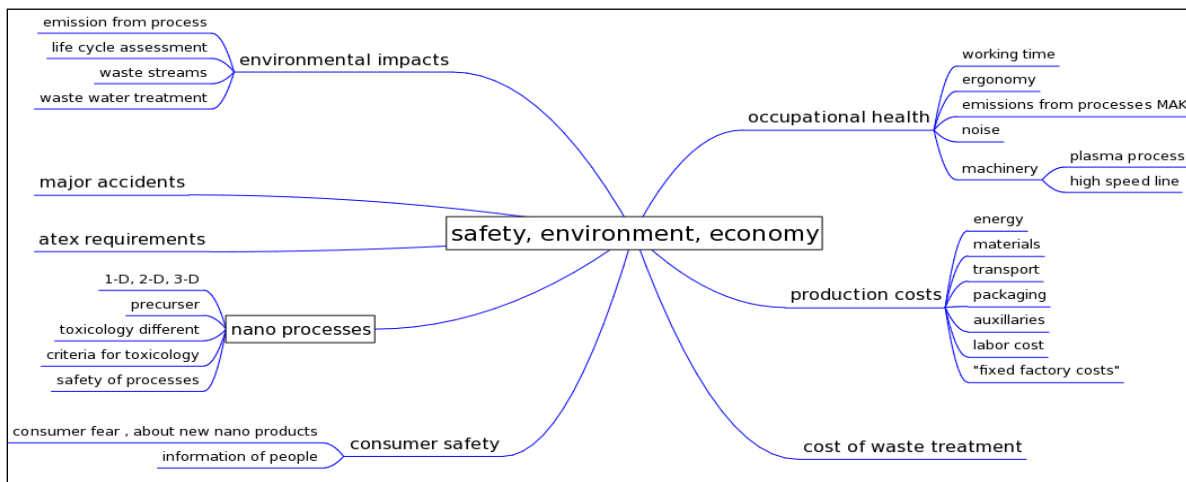 emission from process
life cycle assessment
waste streams
waste water treatment
environmental impacts
major accidents
atex requirements
1-D, 2-D, 3-D
precurser
toxicology different
criteria for toxicology
safety of processes
nano processes
consumer fear , about new nano products
information of people
consumer safety
safety, environment, economy
occupational health
working time
ergonomy
emissions from processes MAK
noise
machinery
plasma process
high speed line
production costs
energy
materials
transport
packaging
auxillaries
labor cost
"fixed factory costs"
cost of waste treatment